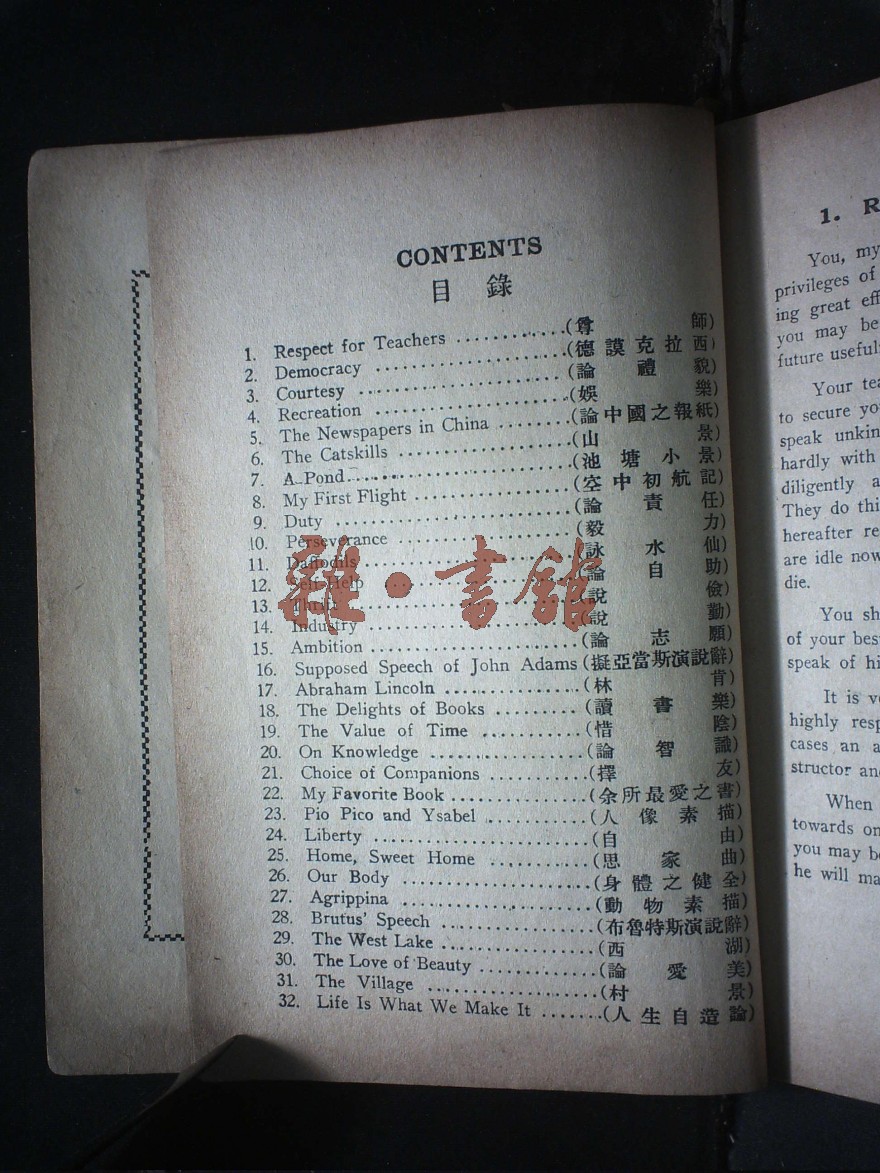 CONTENTS
目錄
1. Respect for Teachers ............(尊師)
2. Democracy ............(德謨克拉西)
3. Courtesy ............(論禮貌)
4. Recreation ............(娛樂)
5. The Newspapers in China ............(論中國之報紙)
6. The Catskills ............(山景)
7. A Pond ............(池塘小景)
8. My First Flight ............(空中初航記)
9. Duty ............(論責任)
10. Perseverance ............(毅力)
11. Daffodils ............(詠水仙)
12. Self-Help ............(論自助)
13. Thrift ............(說儉)
14. Industry ............(說勤)
15. Ambition ............(論志願)
16. Supposed Speech of John Adams (擬亞當斯演說辭)
17. Abraham Lincoln ............(林肯)
18. The Delights of Books ............(讀書樂)
19. The Value of Time ............(惜陰)
20. On Knowledge ............(論智識)
21. Choice of Companions ............(擇友)
22. My Favorite Book ............(余所最愛之書)
23. Pio Pico and Ysabel ............(人像素描)
24. Liberty ............(自由)
25. Home, Sweet Home ............(思家曲)
26. Our Body ............(身體之健全)
27. Agrippina ............(動物素描)
28. Brutus' Speech ............(布魯特斯演說辭)
29. The West Lake ............(西湖)
30. The Love of Beauty ............(論愛美)
31. The Village ............(村景)
32. Life Is What We Make It ........(人生自造論)
雜·書館
1. R
You, my
privileges of
ing great eff
you may be
future useful
Your tea
to secure yo
speak unkin
hardly with
diligently a
They do thi
hereafter re
are idle now
die.
You sh
of your bes
speak of hi
It is v
highly resp
cases an a
structor an
When
towards on
you may b
he will ma